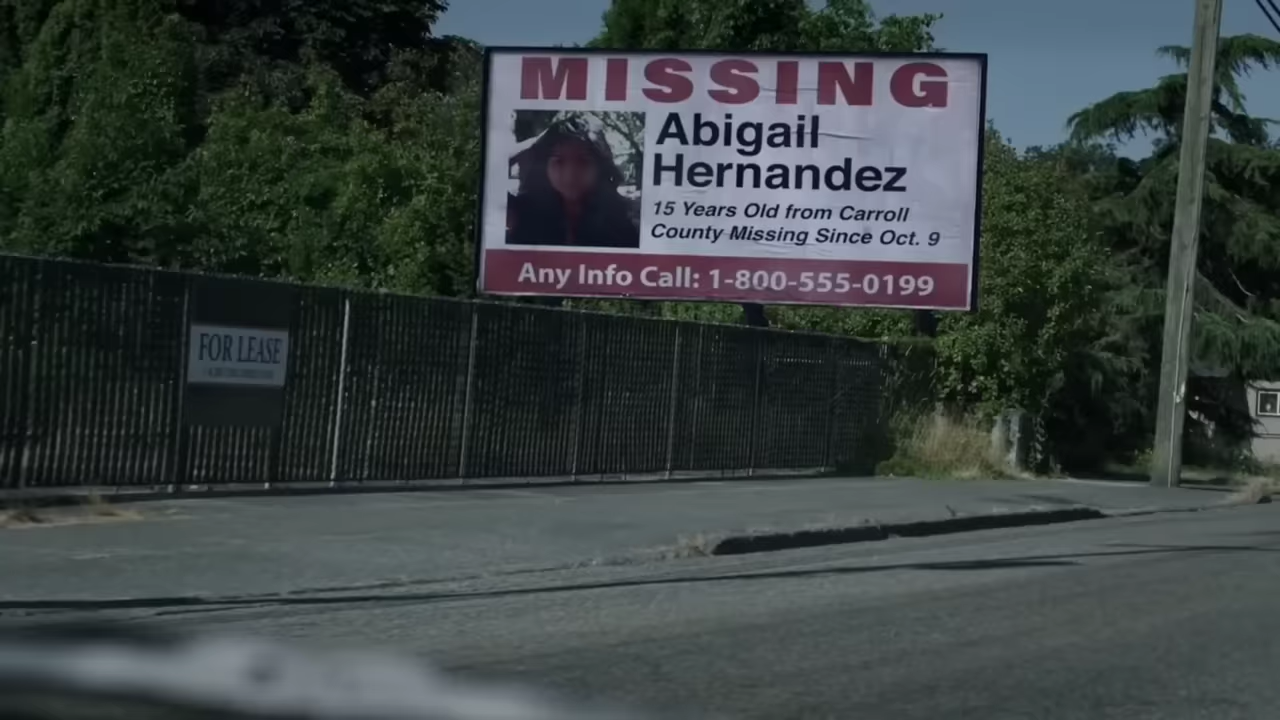 MISSING
Abigail
Hernandez
15 Years Old from Carroll
County Missing Since Oct. 9
Any Info Call: 1-800-555-0199
FOR LEASE